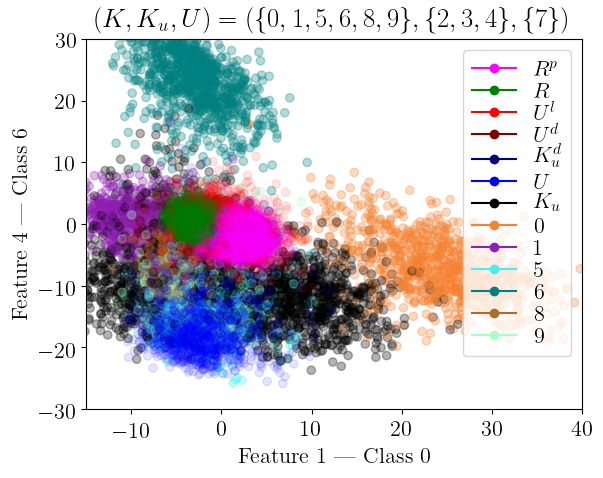 (K, K_u, U) = ({0, 1, 5, 6, 8, 9}, {2, 3, 4}, {7})
30
20
10
0
−10
−20
−30
Feature 4 — Class 6
−10
0
10
20
30
40
Feature 1 — Class 0
R^p
R
U^l
U^d
K_u^d
U
K_u
0
1
5
6
8
9